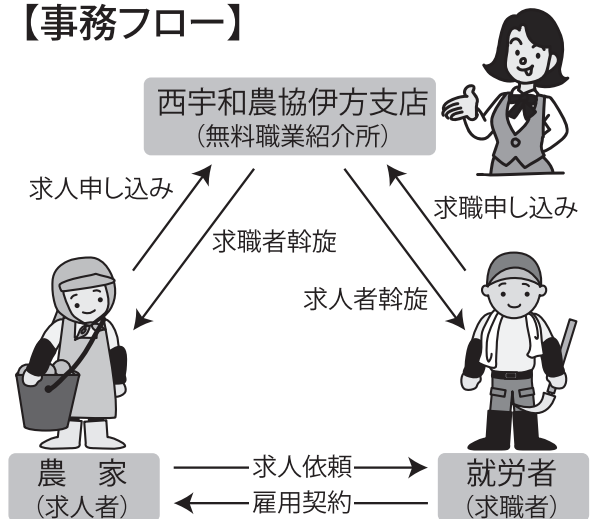 【事務フロー】
西宇和農協伊方支店
（無料職業紹介所）
求人申し込み
求職申し込み
求職者斡旋
求人者斡旋
農　家
（求人者）
求人依頼
雇用契約
就労者
（求職者）